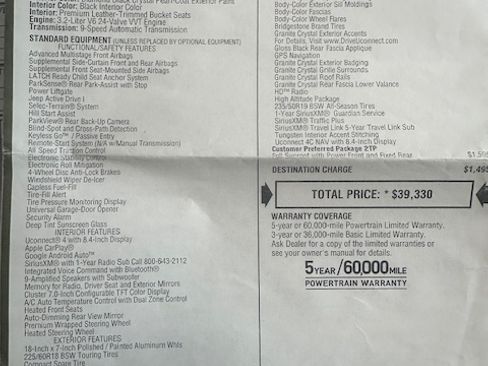 Interior Color: Black Interior Color
Interior: Premium Leather-Trimmed Bucket Seats
Engine: 3.2-Liter V6 24-Valve VVT Engine
Transmission: 9-Speed Automatic Transmission
STANDARD EQUIPMENT (UNLESS REPLACED BY OPTIONAL EQUIPMENT)
FUNCTIONAL/SAFETY FEATURES
Advanced Multistage Front Airbags
Supplemental Side-Curtain Front and Rear Airbags
Supplemental Front Seat-Mounted Side Airbags
LATCH Ready Child Seat Anchor System
ParkSense® Rear Park-Assist with Stop
Power Liftgate
Jeep Active Drive I
Selec-Terrain® System
Hill Start Assist
ParkView® Rear Back-Up Camera
Blind-Spot and Cross-Path Detection
Keyless Go™ / Passive Entry
Remote-Start System (N/A w/Manual Transmission)
All Speed Traction Control
Electronic Stability Control
Electronic Roll Mitigation
4-Wheel Disc Anti-Lock Brakes
Windshield Wiper De-Icer
Capless Fuel-Fill
Tire-Fill Alert
Tire Pressure Monitoring Display
Universal Garage-Door Opener
Security Alarm
Deep Tint Sunscreen Glass
INTERIOR FEATURES
Uconnect® 4 with 8.4-Inch Display
Apple CarPlay®
Google Android Auto™
SiriusXM® with 1-Year Radio Sub Call 800-643-2112
Integrated Voice Command with Bluetooth®
9-Amplified Speakers with Subwoofer
Memory for Radio, Driver Seat and Exterior Mirrors
Cluster 7.0-Inch Configurable TFT Color Display
A/C Auto Temperature Control with Dual Zone Control
Heated Front Seats
Auto-Dimming Rear View Mirror
Premium Wrapped Steering Wheel
Heated Steering Wheel
EXTERIOR FEATURES
18-Inch x 7-Inch Polished / Painted Aluminum Whls
225/60R18 BSW Touring Tires
Compact Spare Tire
Body-Color Exterior Sill Moldings
Body-Color Fascias
Body-Color Wheel Flares
Bridgestone Brand Tires
Granite Crystal Exterior Accents
For Details, Visit www.DriveUconnect.com
Gloss Black Rear Fascia Applique
GPS Navigation
Granite Crystal Exterior Badging
Granite Crystal Grille Surrounds
Granite Crystal Roof Rails
Granite Crystal Rear Fascia Lower Valance
HD™ Radio
High Altitude Package
235/50R19 BSW All-Season Tires
1-Year SiriusXM® Guardian Service
SiriusXM® Traffic Plus
SiriusXM® Travel Link 5-Year Travel Link Sub
Tungsten Interior Accent Stitching
Uconnect 4C NAV with 8.4-Inch Display
Customer Preferred Package 2TP
Full Support with Power Front and Fixed Rear $1,595
DESTINATION CHARGE $1,495
TOTAL PRICE: * $39,330
WARRANTY COVERAGE
5-year or 60,000-mile Powertrain Limited Warranty.
3-year or 36,000-mile Basic Limited Warranty.
Ask Dealer for a copy of the limited warranties or
see your owner's manual for details.
5YEAR/60,000MILE
POWERTRAIN WARRANTY